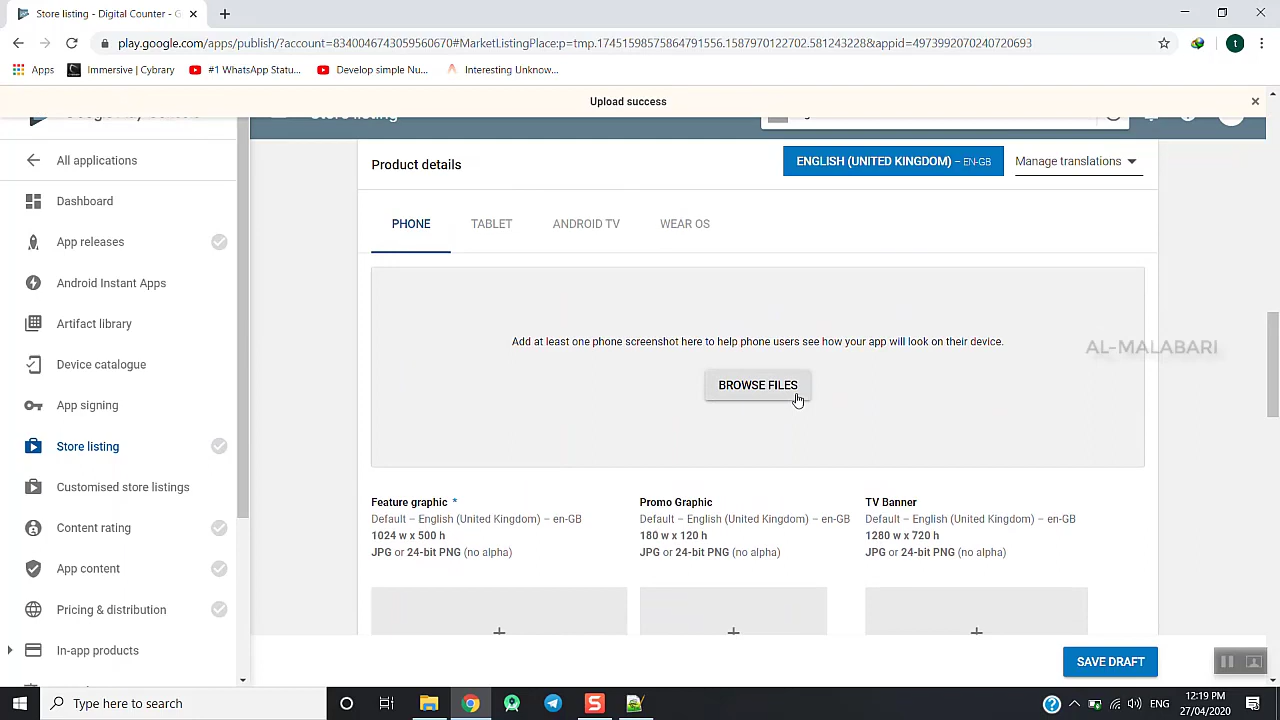 Store listing - Digital Counter - G
play.google.com/apps/publish/?account=8340046743059560670#MarketListingPlace:p=tmp.17451598575864791556.1587970122702.581243228&appid=4973992070240720693
t
Apps
Immersive | Cybrary
#1 WhatsApp Statu...
Develop simple Nu...
Interesting Unknow...
Upload success
All applications
Product details
ENGLISH (UNITED KINGDOM) – EN-GB
Manage translations
Dashboard
PHONE
TABLET
ANDROID TV
WEAR OS
App releases
Android Instant Apps
Artifact library
Add at least one phone screenshot here to help phone users see how your app will look on their device.
AL-MALABARI
Device catalogue
BROWSE FILES
App signing
Store listing
Customised store listings
Feature graphic *
Default – English (United Kingdom) – en-GB
1024 w x 500 h
JPG or 24-bit PNG (no alpha)
Promo Graphic
Default – English (United Kingdom) – en-GB
180 w x 120 h
JPG or 24-bit PNG (no alpha)
TV Banner
Default – English (United Kingdom) – en-GB
1280 w x 720 h
JPG or 24-bit PNG (no alpha)
Content rating
App content
Pricing & distribution
In-app products
SAVE DRAFT
Type here to search
ENG
12:19 PM
27/04/2020